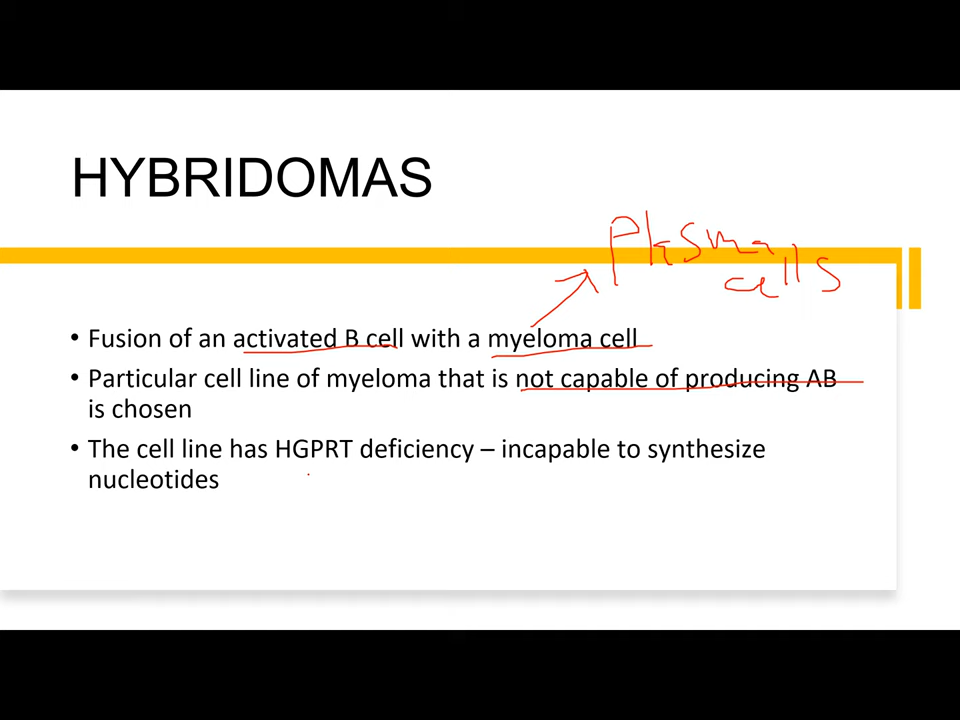 HYBRIDOMAS
Plasma
cells
• Fusion of an activated B cell with a myeloma cell
• Particular cell line of myeloma that is not capable of producing AB
is chosen
• The cell line has HGPRT deficiency – incapable to synthesize
nucleotides